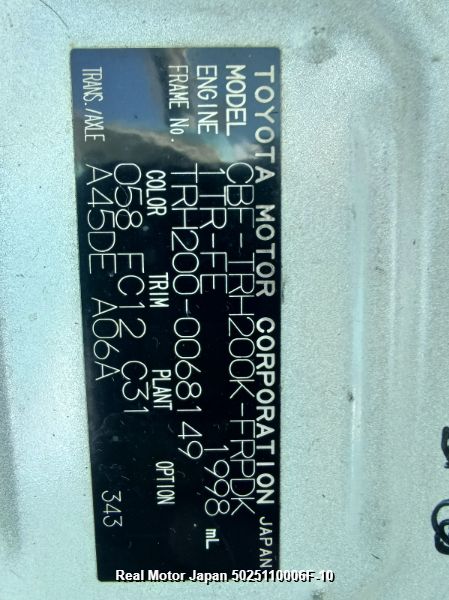 TOYOTA MOTOR CORPORATION JAPAN
MODEL CBF-TRH200K-FRPDK
ENGINE 1TR-FE 1998 mL
FRAME No. TRH200-0068149
COLOR TRIM PLANT OPTION
058 FC12 C31
TRANS./AXLE A45DE A06A
343
Real Motor Japan 5025110006F-10